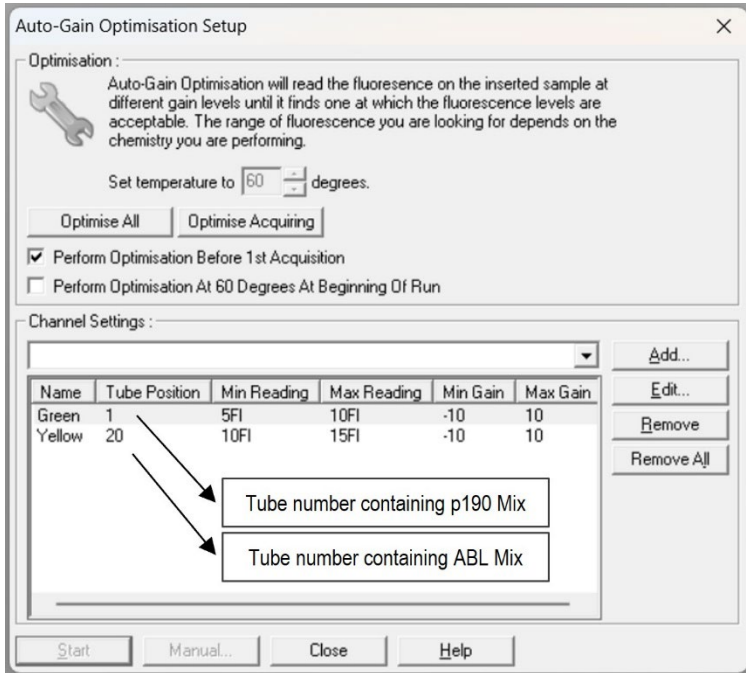 Auto-Gain Optimisation Setup
Optimisation :
Auto-Gain Optimisation will read the fluoresence on the inserted sample at
different gain levels until it finds one at which the fluorescence levels are
acceptable. The range of fluorescence you are looking for depends on the
chemistry you are performing.
Set temperature to 60 degrees.
Optimise All Optimise Acquiring
Perform Optimisation Before 1st Acquisition
Perform Optimisation At 60 Degrees At Beginning Of Run
Channel Settings :
Add...
Name Tube Position Min Reading Max Reading Min Gain Max Gain
Edit...
Green 1 5Fl 10Fl -10 10
Yellow 20 10Fl 15Fl -10 10
Remove
Remove All
Tube number containing p190 Mix
Tube number containing ABL Mix
Start Manual... Close Help